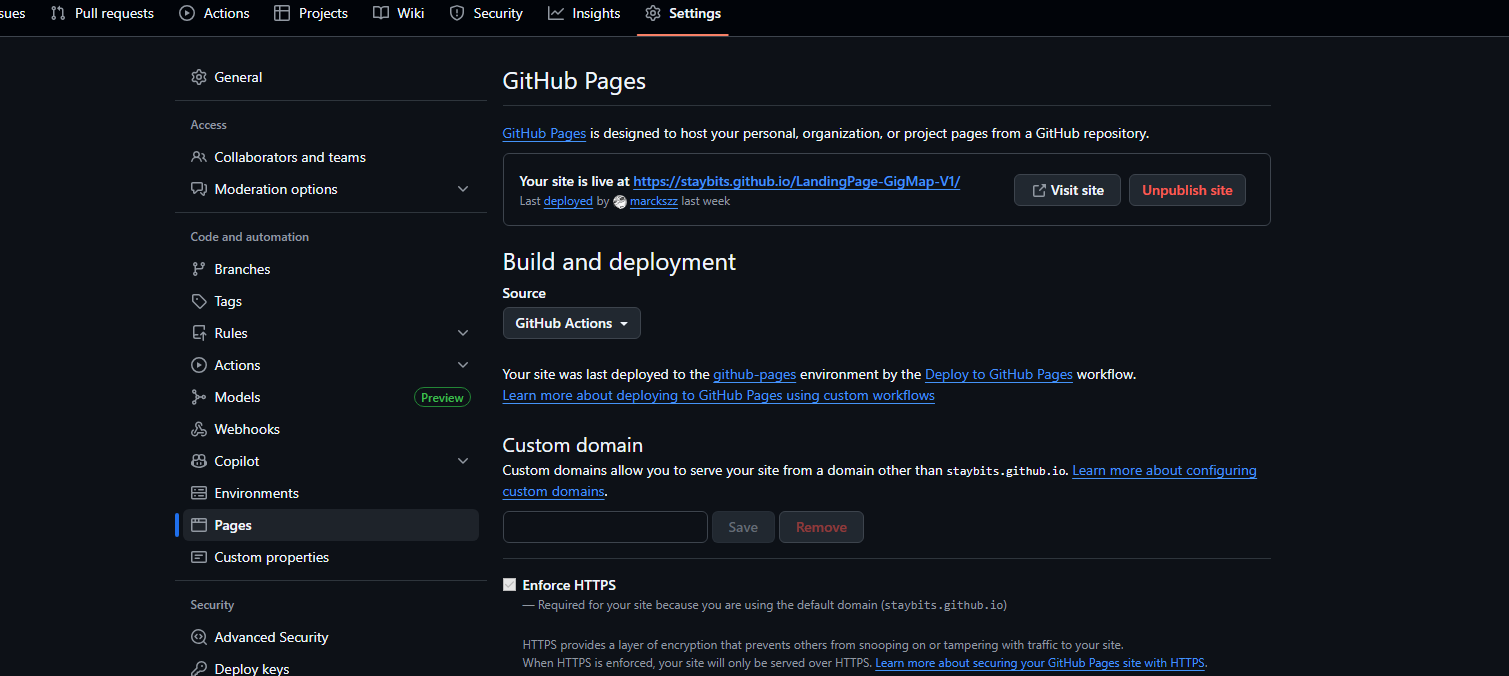 sues Pull requests Actions Projects Wiki Security Insights Settings
General
Access
Collaborators and teams
Moderation options
Code and automation
Branches
Tags
Rules
Actions
Models Preview
Webhooks
Copilot
Environments
Pages
Custom properties
Security
Advanced Security
Deploy keys
GitHub Pages
GitHub Pages is designed to host your personal, organization, or project pages from a GitHub repository.
Your site is live at https://staybits.github.io/LandingPage-GigMap-V1/
Last deployed by marckszz last week
Visit site Unpublish site
Build and deployment
Source
GitHub Actions
Your site was last deployed to the github-pages environment by the Deploy to GitHub Pages workflow.
Learn more about deploying to GitHub Pages using custom workflows
Custom domain
Custom domains allow you to serve your site from a domain other than staybits.github.io. Learn more about configuring
custom domains.
Save Remove
Enforce HTTPS
— Required for your site because you are using the default domain (staybits.github.io)
HTTPS provides a layer of encryption that prevents others from snooping on or tampering with traffic to your site.
When HTTPS is enforced, your site will only be served over HTTPS. Learn more about securing your GitHub Pages site with HTTPS.